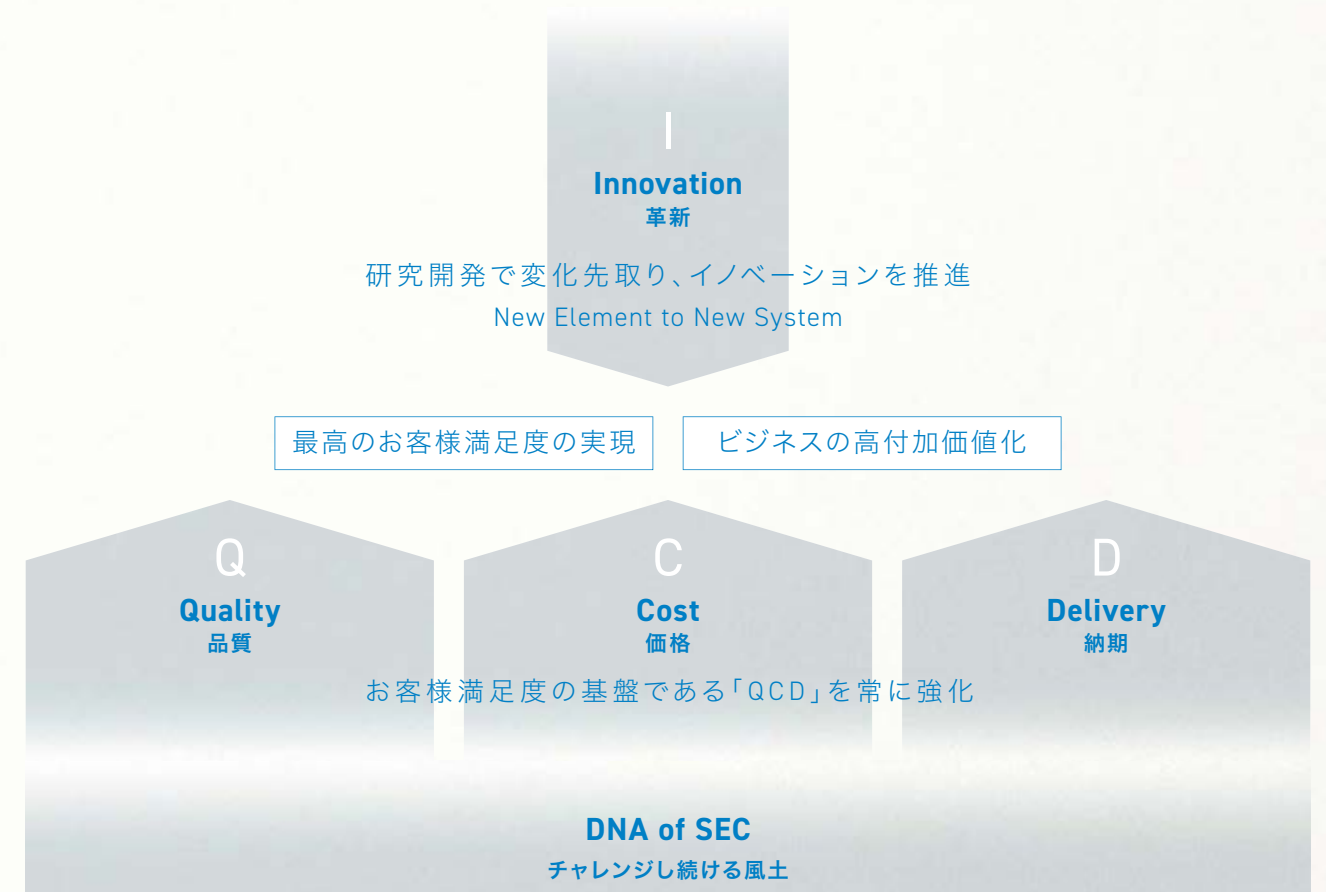 I
Innovation
革新
研究開発で変化先取り、イノベーションを推進
New Element to New System
最高のお客様満足度の実現
ビジネスの高付加価値化
Q
Quality
品質
C
Cost
価格
D
Delivery
納期
お客様満足度の基盤である「QCD」を常に強化
DNA of SEC
チャレンジし続ける風土